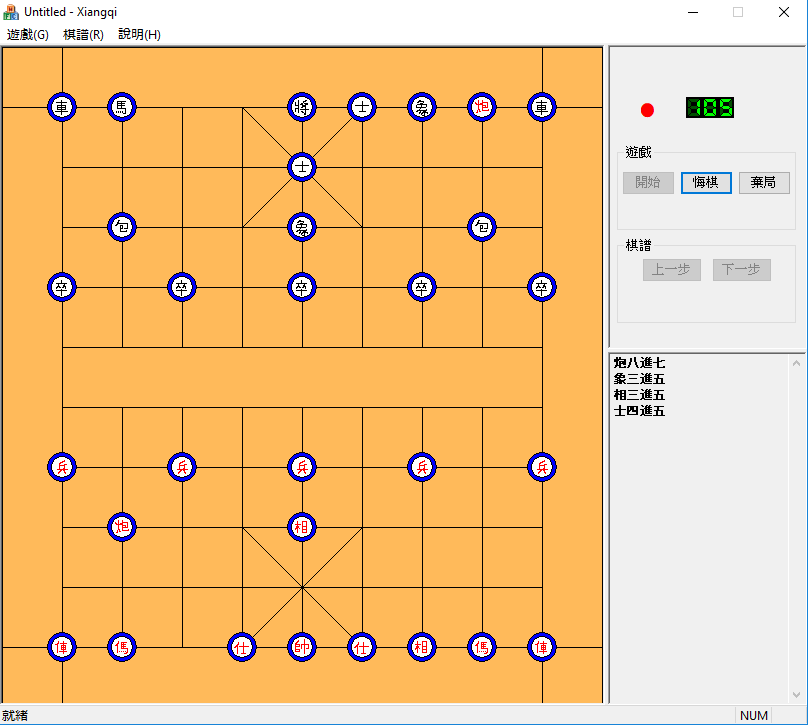 Untitled - Xiangqi
遊戲(G) 棋譜(R) 說明(H)
車 馬 將 士 象 炮 車
士
包 象 包
卒 卒 卒 卒 卒
兵 兵 兵 兵 兵
炮 相
俥 傌 仕 帥 仕 相 傌 俥
105
遊戲
開始 悔棋 棄局
棋譜
上一步 下一步
炮八進七
象三進五
相三進五
士四進五
就緒 NUM